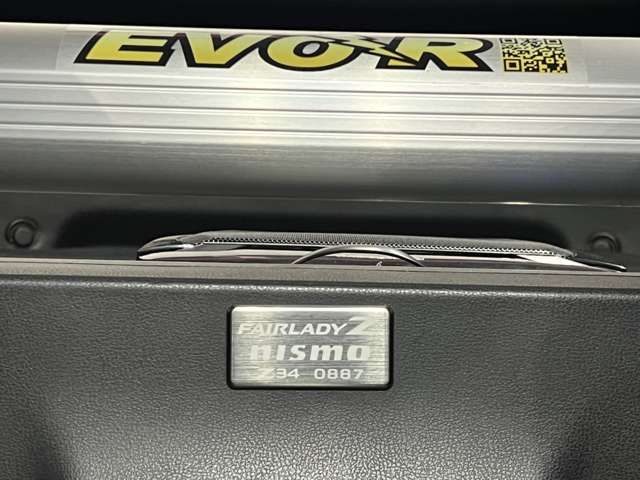 EVO-R
FAIRLADY Z
nismo
Z34 0887